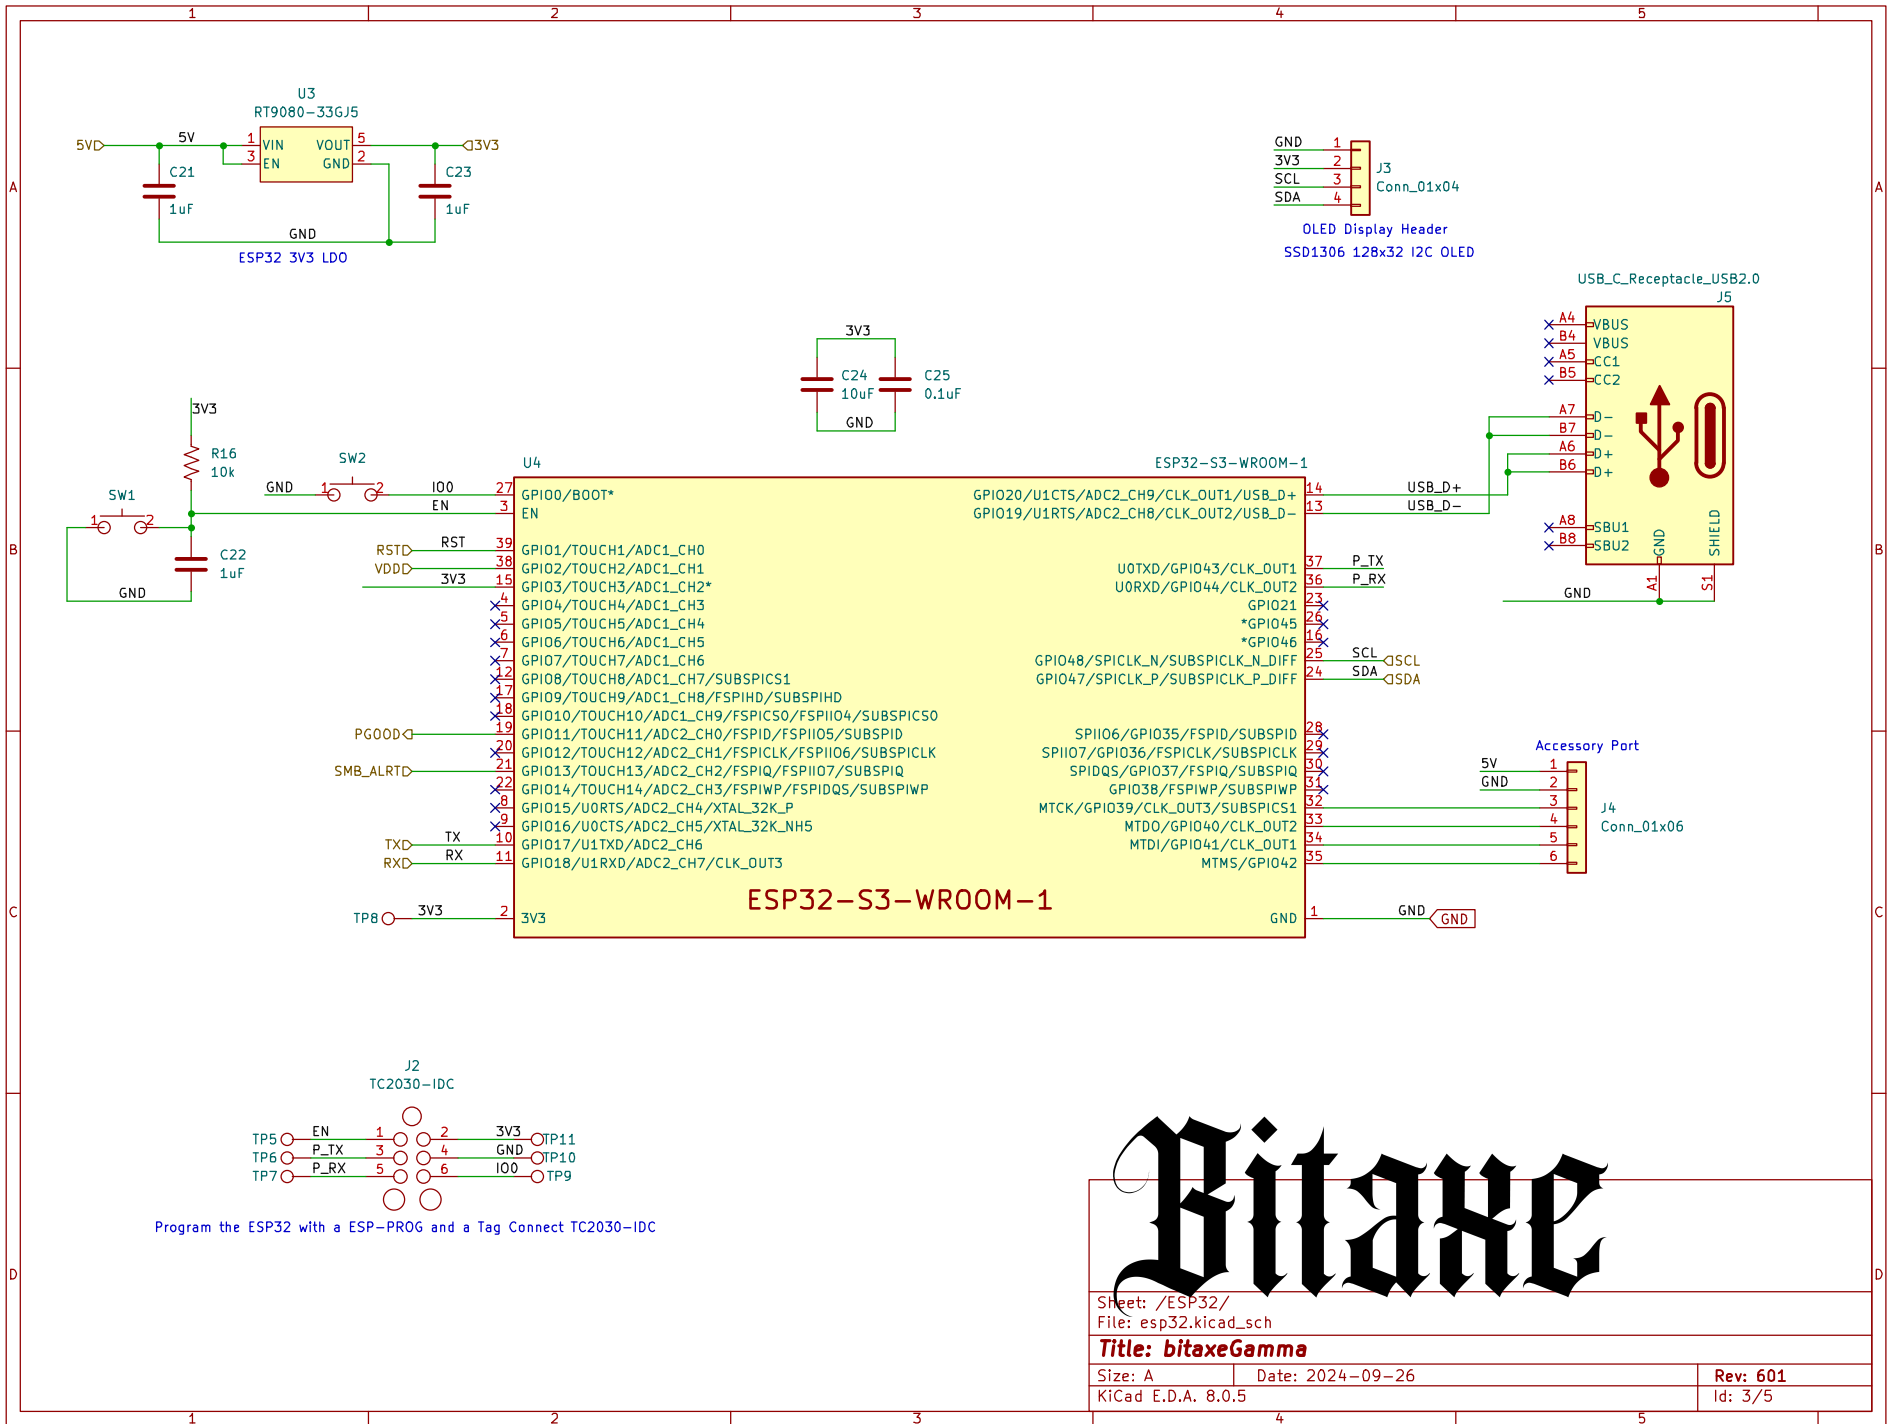 1 2 3 4 5
A A
B B
C C
D D
U3
RT9080-33GJ5
5V
5V
1 VIN
3 EN
VOUT 5
GND 2
3V3
C21
1uF
C23
1uF
GND
ESP32 3V3 LDO
GND 1
3V3 2
SCL 3
SDA 4
J3
Conn_01x04
OLED Display Header
SSD1306 128x32 I2C OLED
USB_C_Receptacle_USB2.0
J5
A4 VBUS
B4 VBUS
A5 CC1
B5 CC2
A7 D-
B7 D-
A6 D+
B6 D+
A8 SBU1
B8 SBU2
GND
SHIELD
A1
S1
GND
3V3
C24
10uF
C25
0.1uF
GND
3V3
R16
10k
SW2
GND 1 2 IO0
SW1
1 2
EN
C22
1uF
GND
U4
ESP32-S3-WROOM-1
27 GPIO0/BOOT*
3 EN
RST RST 39 GPIO1/TOUCH1/ADC1_CH0
VDD 38 GPIO2/TOUCH2/ADC1_CH1
3V3 15 GPIO3/TOUCH3/ADC1_CH2*
4 GPIO4/TOUCH4/ADC1_CH3
5 GPIO5/TOUCH5/ADC1_CH4
6 GPIO6/TOUCH6/ADC1_CH5
7 GPIO7/TOUCH7/ADC1_CH6
12 GPIO8/TOUCH8/ADC1_CH7/SUBSPICS1
17 GPIO9/TOUCH9/ADC1_CH8/FSPIHD/SUBSPIHD
18 GPIO10/TOUCH10/ADC1_CH9/FSPICS0/FSPIIO4/SUBSPICS0
PGOOD 19 GPIO11/TOUCH11/ADC2_CH0/FSPID/FSPIIO5/SUBSPID
20 GPIO12/TOUCH12/ADC2_CH1/FSPICLK/FSPIIO6/SUBSPICLK
SMB_ALRT 21 GPIO13/TOUCH13/ADC2_CH2/FSPIQ/FSPIIO7/SUBSPIQ
22 GPIO14/TOUCH14/ADC2_CH3/FSPIWP/FSPIDQS/SUBSPIWP
8 GPIO15/U0RTS/ADC2_CH4/XTAL_32K_P
9 GPIO16/U0CTS/ADC2_CH5/XTAL_32K_NH5
TX TX 10 GPIO17/U1TXD/ADC2_CH6
RX RX 11 GPIO18/U1RXD/ADC2_CH7/CLK_OUT3
TP8 3V3 2 3V3
GPIO20/U1CTS/ADC2_CH9/CLK_OUT1/USB_D+ 14 USB_D+
GPIO19/U1RTS/ADC2_CH8/CLK_OUT2/USB_D- 13 USB_D-
U0TXD/GPIO43/CLK_OUT1 37 P_TX
U0RXD/GPIO44/CLK_OUT2 36 P_RX
GPIO21 23
*GPIO45 26
*GPIO46 16
GPIO48/SPICLK_N/SUBSPICLK_N_DIFF 25 SCL SCL
GPIO47/SPICLK_P/SUBSPICLK_P_DIFF 24 SDA SDA
SPIIO6/GPIO35/FSPID/SUBSPID 28
SPIIO7/GPIO36/FSPICLK/SUBSPICLK 29
SPIDQS/GPIO37/FSPIQ/SUBSPIQ 30
GPIO38/FSPIWP/SUBSPIWP 31
MTCK/GPIO39/CLK_OUT3/SUBSPICS1 32
MTDO/GPIO40/CLK_OUT2 33
MTDI/GPIO41/CLK_OUT1 34
MTMS/GPIO42 35
GND 1 GND GND
ESP32-S3-WROOM-1
Accessory Port
5V 1
GND 2
3
4
5
6
J4
Conn_01x06
J2
TC2030-IDC
TP5 EN 1 2 3V3 TP11
TP6 P_TX 3 4 GND TP10
TP7 P_RX 5 6 IO0 TP9
Program the ESP32 with a ESP-PROG and a Tag Connect TC2030-IDC
Bitaxe
Sheet: /ESP32/
File: esp32.kicad_sch
Title: bitaxeGamma
Size: A Date: 2024-09-26 Rev: 601
KiCad E.D.A. 8.0.5 Id: 3/5
1 2 3 4 5